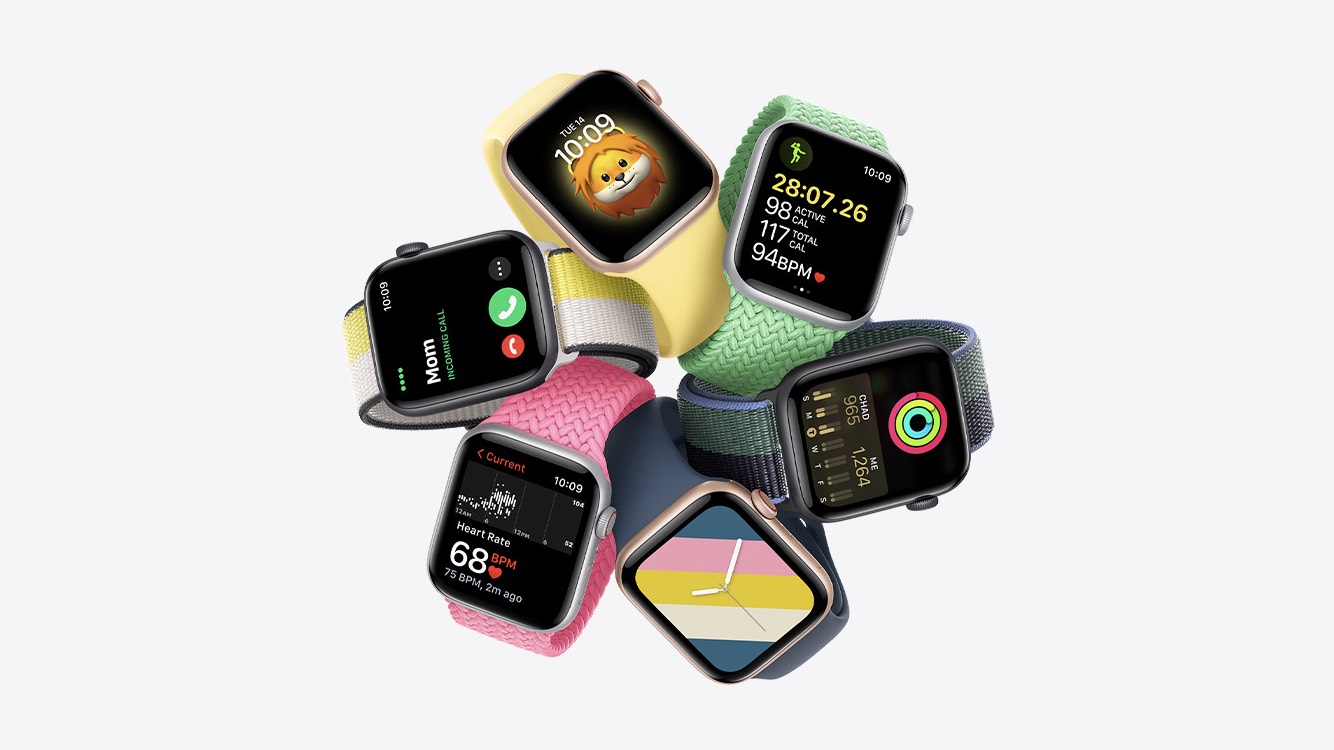 TUE 14
10:09
10:09
28:07.26
98 ACTIVE CAL
117 TOTAL CAL
94BPM
10:09
Mom
INCOMING CALL
CHAD
965
ME
1,264
S M T W T F S
Current
10:09
104
12AM 6 12PM 6
52
Heart Rate
68 BPM
75 BPM, 2m ago